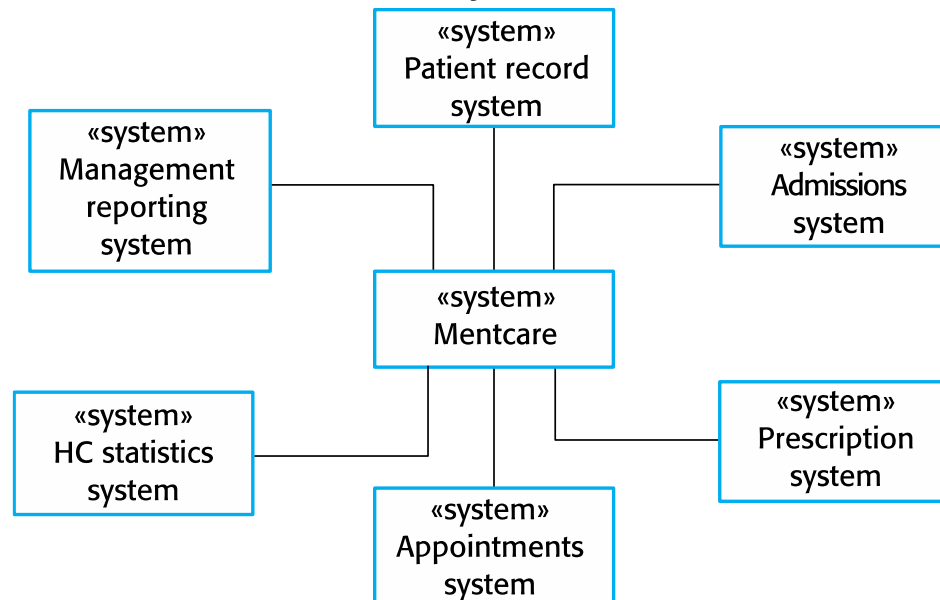 «system»
Patient record
system
«system»
Management
reporting
system
«system»
Admissions
system
«system»
Mentcare
«system»
HC statistics
system
«system»
Prescription
system
«system»
Appointments
system